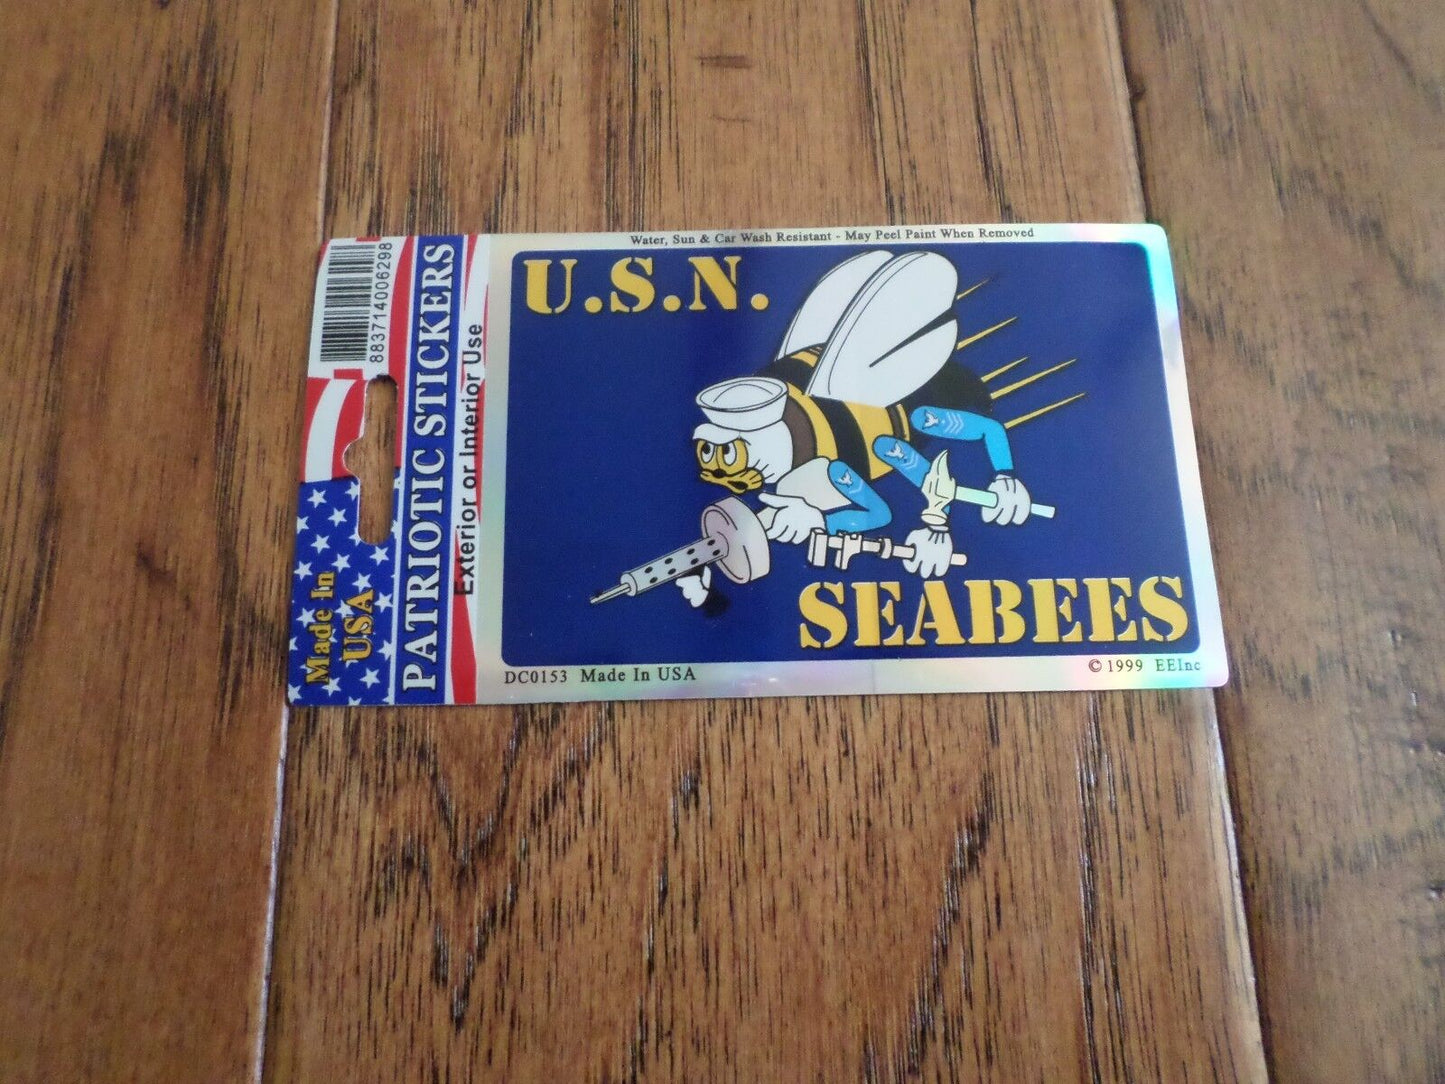 883714006298
Made In
USA
PATRIOTIC STICKERS
Exterior or Interior Use
Water, Sun & Car Wash Resistant - May Peel Paint When Removed
U.S.N.
SEABEES
DC0153 Made In USA
© 1999 EEInc